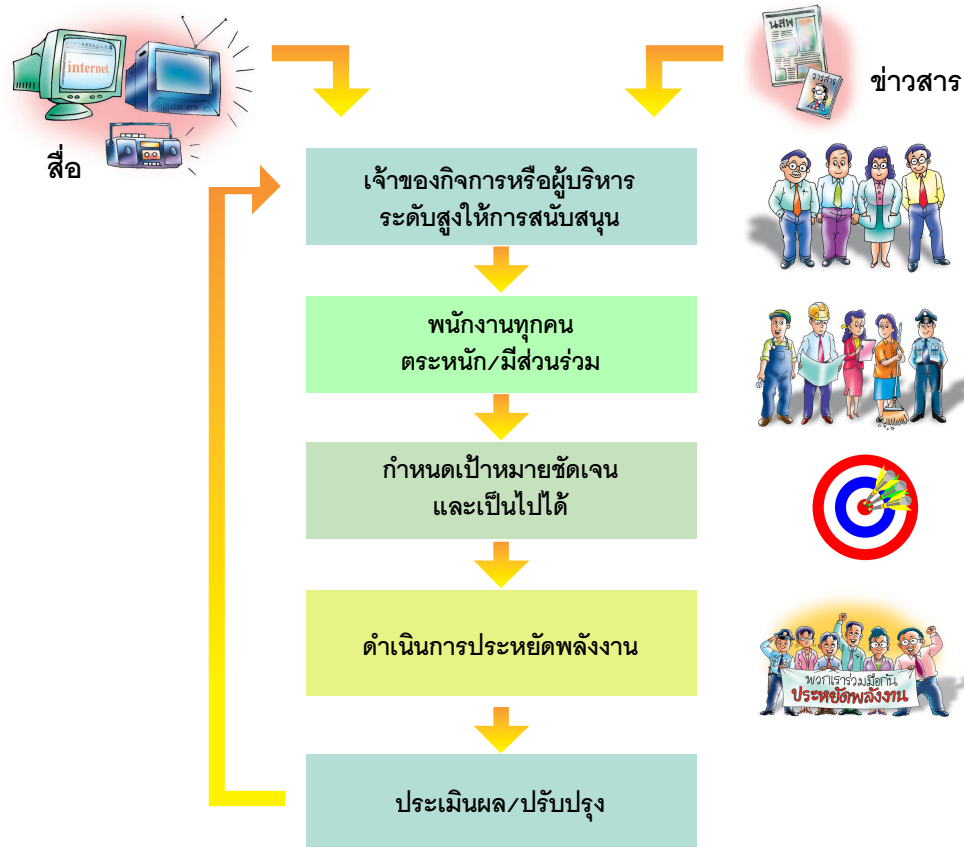 internet
สื่อ
นสพ
วารสาร
ข่าวสาร
เจ้าของกิจการหรือผู้บริหาร
ระดับสูงให้การสนับสนุน
พนักงานทุกคน
ตระหนัก/มีส่วนร่วม
กำหนดเป้าหมายชัดเจน
และเป็นไปได้
ดำเนินการประหยัดพลังงาน
พวกเราร่วมมือกัน
ประหยัดพลังงาน
ประเมินผล/ปรับปรุง